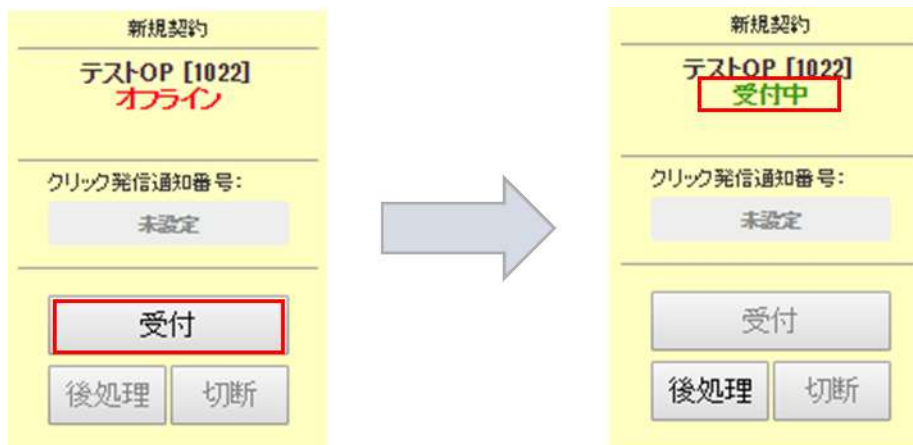 新規契約
テストOP [1022]
オフライン
クリック発信通知番号:
未設定
受付
後処理 切断
新規契約
テストOP [1022]
受付中
クリック発信通知番号:
未設定
受付
後処理 切断